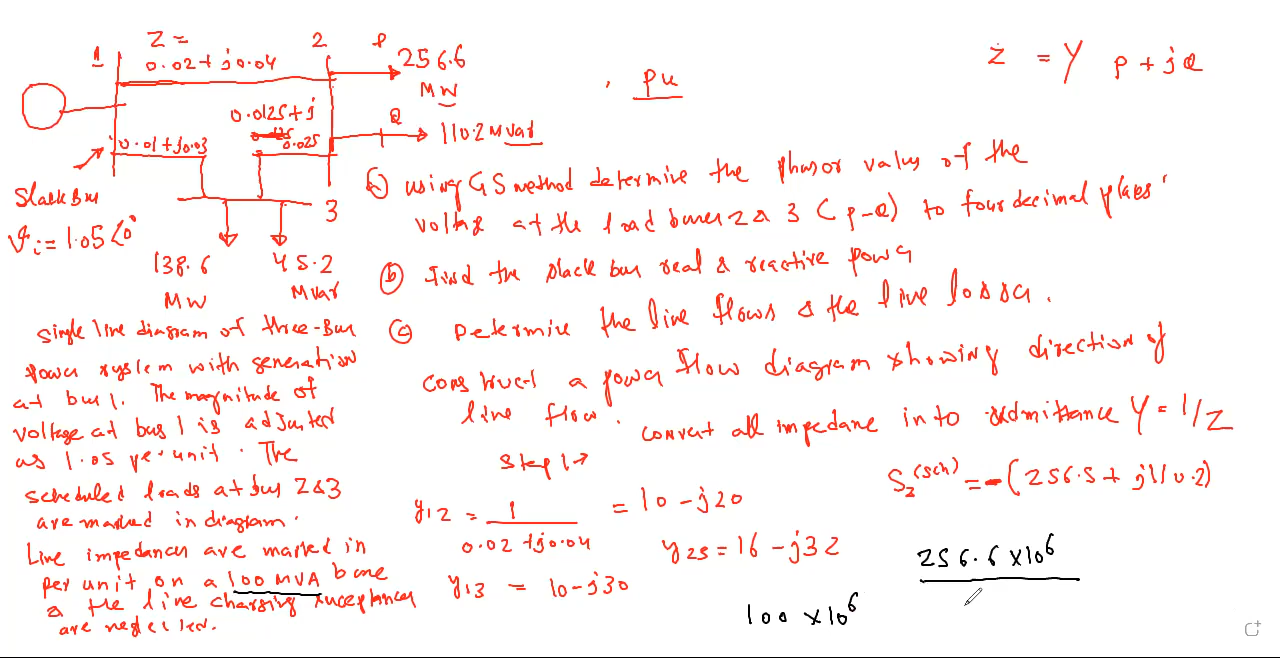 1
Z =
0.02 + j0.04
2
P
256.6
MW
0.0125 + j
0.025
Q
110.2 Mvar
0.01 + j0.03
Slack Bus
V1 = 1.05 ∠0°
3
138.6
MW
45.2
Mvar
Z = Y P + jQ
, pu
(a) using GS method determine the phasor values of the
voltage at the load buses 2 & 3 (P-Q) to four decimal places.
(b) Find the slack bus real & reactive power
(c) Determine the line flows & the line losses.
Construct a power flow diagram showing direction of
line flow.
Single line diagram of three-Bus
power system with generation
at bus 1. The magnitude of
voltage at bus 1 is adjusted
as 1.05 per unit. The
scheduled loads at bus 2 & 3
are marked in diagram.
Line impedances are marked in
per unit on a 100 MVA base
& the line charging susceptances
are neglected.
convert all impedance in to admittance Y = 1/Z
Step 1 →
S2(sch) = -(256.5 + j110.2)
y12 = 1 / 0.02 + j0.04 = 10 - j20
y23 = 16 - j32
y13 = 10 - j30
256.6 × 10⁶
100 × 10⁶